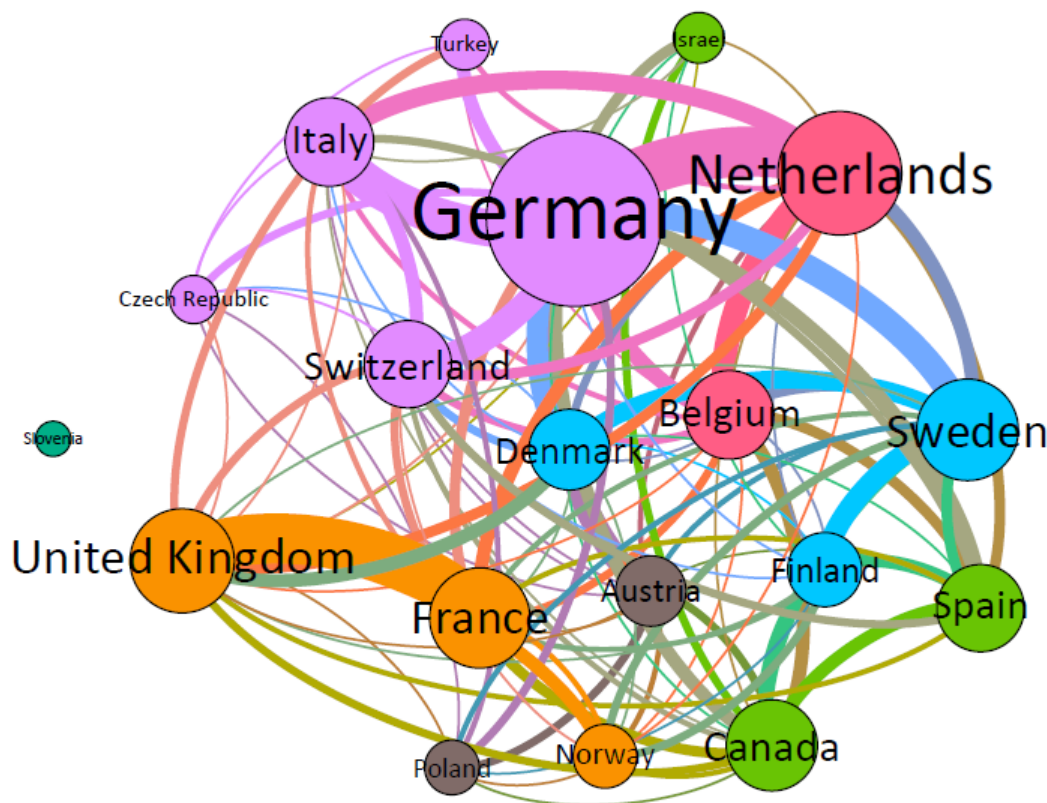 Turkey
Israel
Italy
Netherlands
Germany
Czech Republic
Switzerland
Belgium
Sweden
Denmark
Slovenia
United Kingdom
Finland
Austria
Spain
France
Canada
Norway
Poland